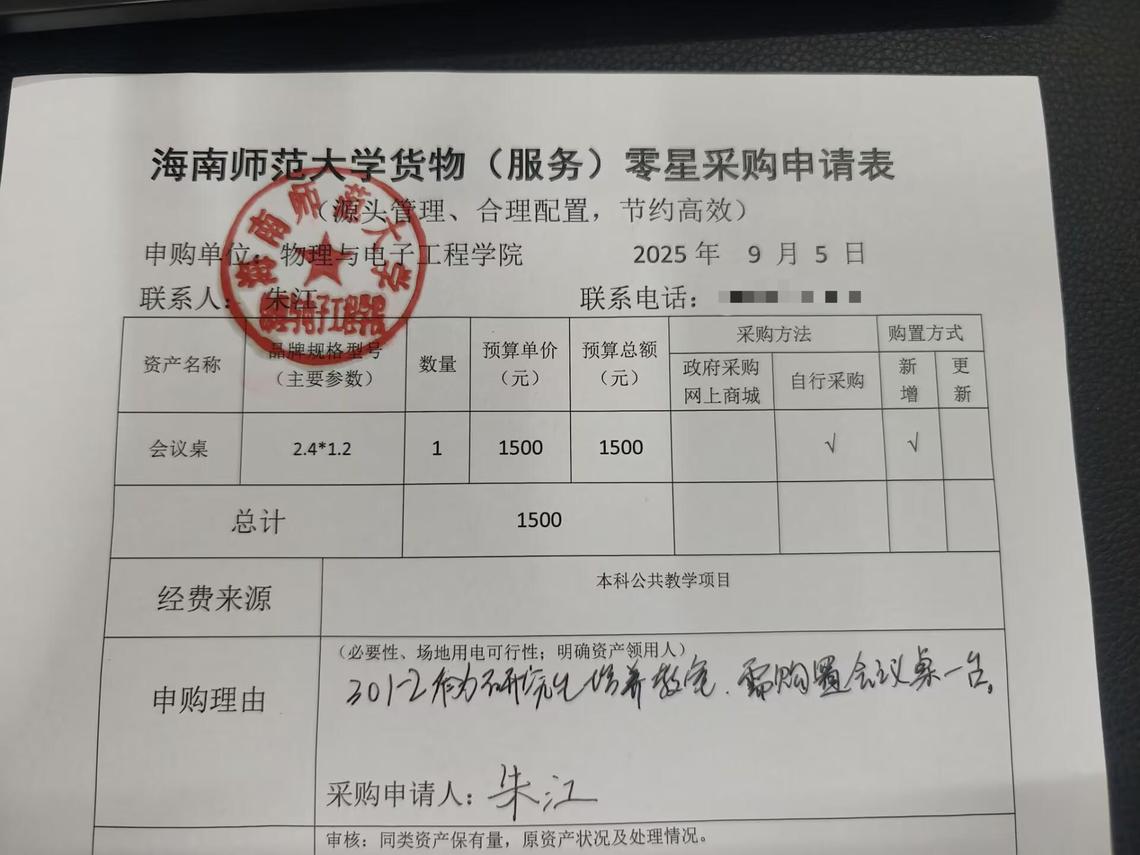 海南师范大学货物（服务）零星采购申请表
（源头管理、合理配置，节约高效）
申购单位：物理与电子工程学院 2025 年 9 月 5 日
联系人：朱江 联系电话：
海南师范大学
资产名称 品牌规格型号（主要参数） 数量 预算单价（元） 预算总额（元） 采购方法 购置方式
政府采购网上商城 自行采购 新增 更新
会议桌 2.4*1.2 1 1500 1500 √ √
总计 1500
经费来源 本科公共教学项目
申购理由 （必要性、场地用电可行性；明确资产领用人）
301-2作为研究生培养教室，需购置会议桌一台。
采购申请人：朱江
审核：同类资产保有量，原资产状况及处理情况。